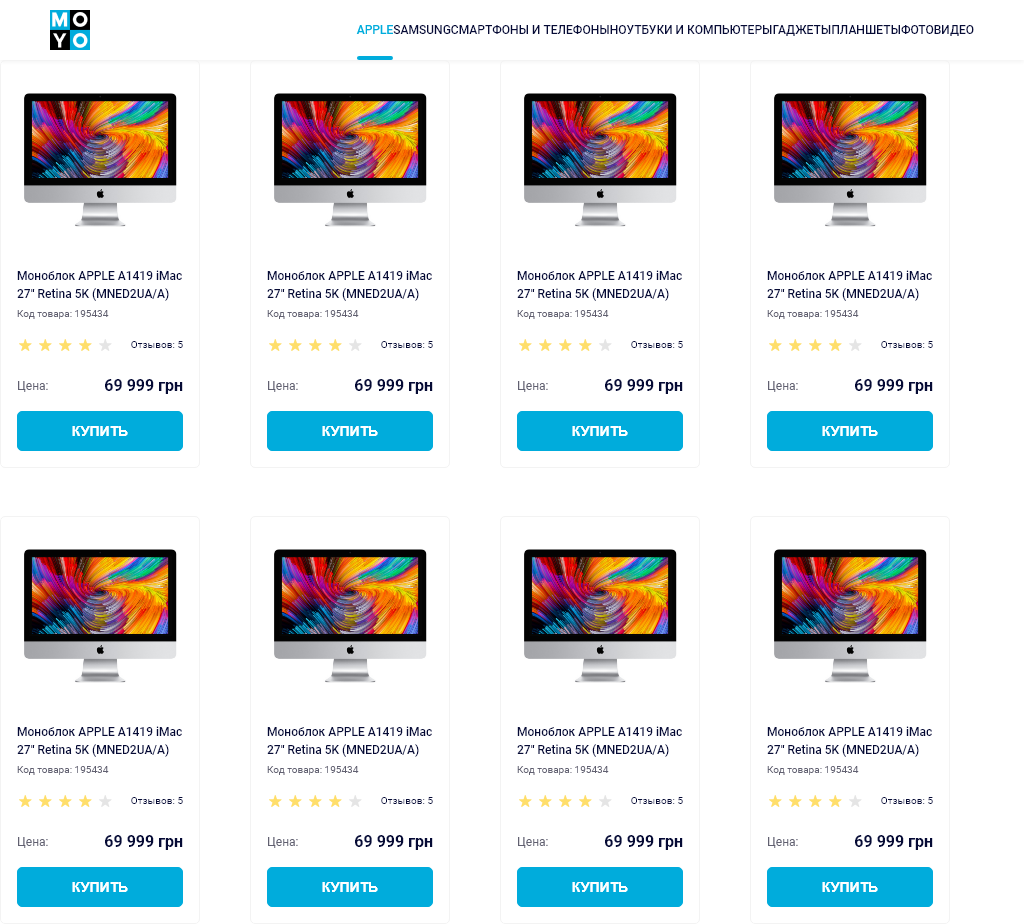 MO
YO
APPLESAMSUNGСМАРТФОНЫ И ТЕЛЕФОНЫНОУТБУКИ И КОМПЬЮТЕРЫГАДЖЕТЫПЛАНШЕТЫФОТОВИДЕО
Моноблок APPLE A1419 iMac
27" Retina 5K (MNED2UA/A)
Код товара: 195434
Отзывов: 5
Цена: 69 999 грн
КУПИТЬ
Моноблок APPLE A1419 iMac
27" Retina 5K (MNED2UA/A)
Код товара: 195434
Отзывов: 5
Цена: 69 999 грн
КУПИТЬ
Моноблок APPLE A1419 iMac
27" Retina 5K (MNED2UA/A)
Код товара: 195434
Отзывов: 5
Цена: 69 999 грн
КУПИТЬ
Моноблок APPLE A1419 iMac
27" Retina 5K (MNED2UA/A)
Код товара: 195434
Отзывов: 5
Цена: 69 999 грн
КУПИТЬ
Моноблок APPLE A1419 iMac
27" Retina 5K (MNED2UA/A)
Код товара: 195434
Отзывов: 5
Цена: 69 999 грн
КУПИТЬ
Моноблок APPLE A1419 iMac
27" Retina 5K (MNED2UA/A)
Код товара: 195434
Отзывов: 5
Цена: 69 999 грн
КУПИТЬ
Моноблок APPLE A1419 iMac
27" Retina 5K (MNED2UA/A)
Код товара: 195434
Отзывов: 5
Цена: 69 999 грн
КУПИТЬ
Моноблок APPLE A1419 iMac
27" Retina 5K (MNED2UA/A)
Код товара: 195434
Отзывов: 5
Цена: 69 999 грн
КУПИТЬ